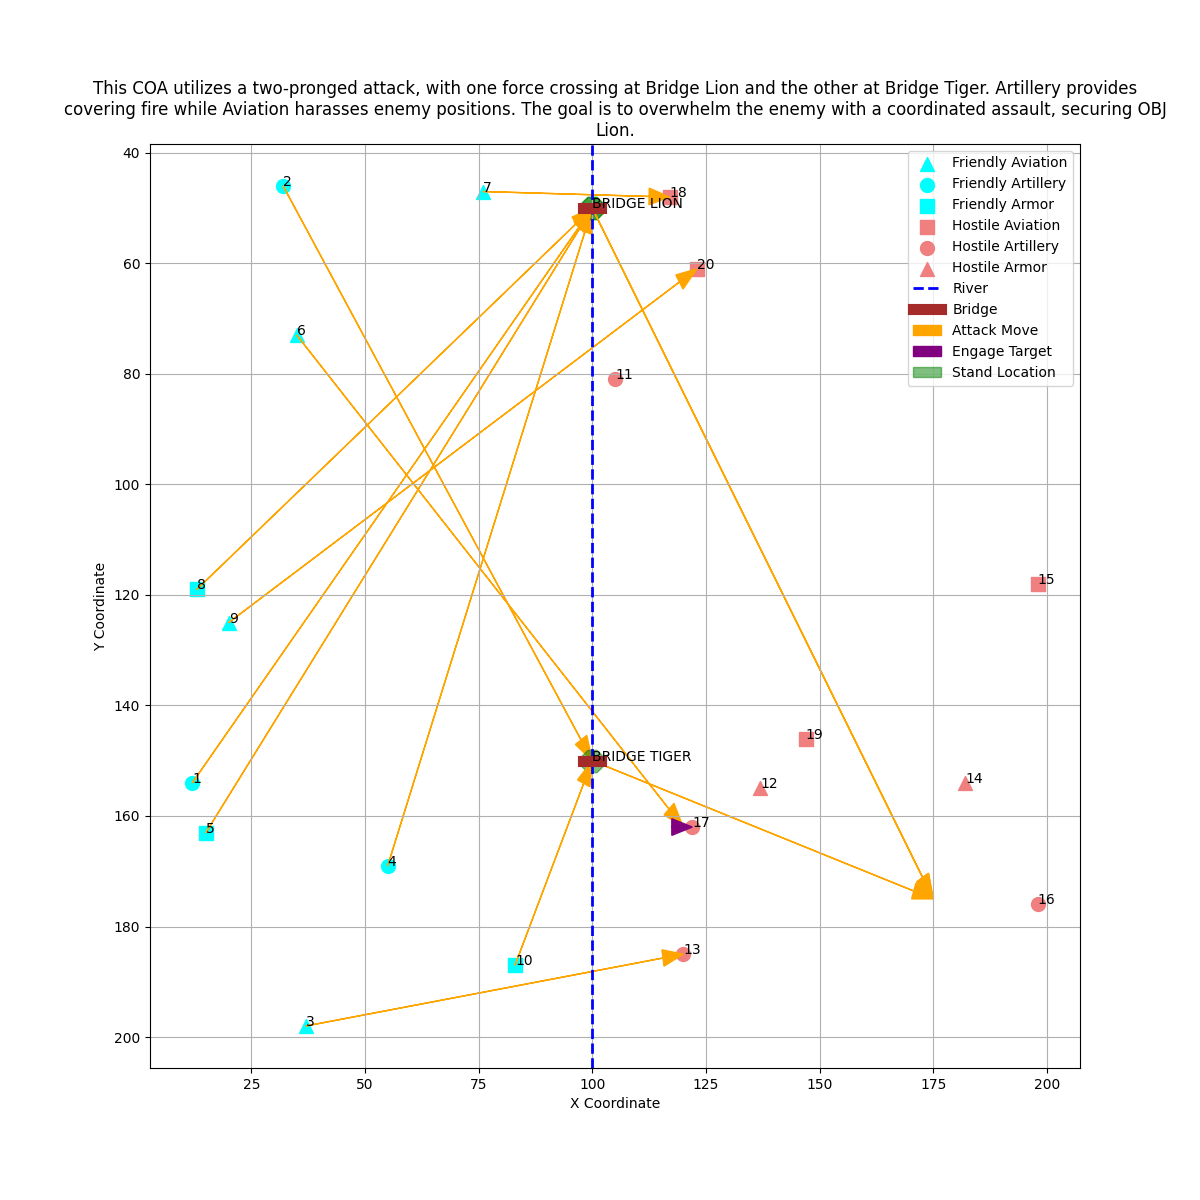 This COA utilizes a two-pronged attack, with one force crossing at Bridge Lion and the other at Bridge Tiger. Artillery provides
covering fire while Aviation harasses enemy positions. The goal is to overwhelm the enemy with a coordinated assault, securing OBJ
Lion.
Friendly Aviation
Friendly Artillery
Friendly Armor
Hostile Aviation
Hostile Artillery
Hostile Armor
River
Bridge
Attack Move
Engage Target
Stand Location
2
7
18
BRIDGE LION
20
6
11
8
9
15
19
BRIDGE TIGER
1
12
14
5
17
4
16
10
13
3
40
60
80
100
120
140
160
180
200
Y Coordinate
25
50
75
100
125
150
175
200
X Coordinate